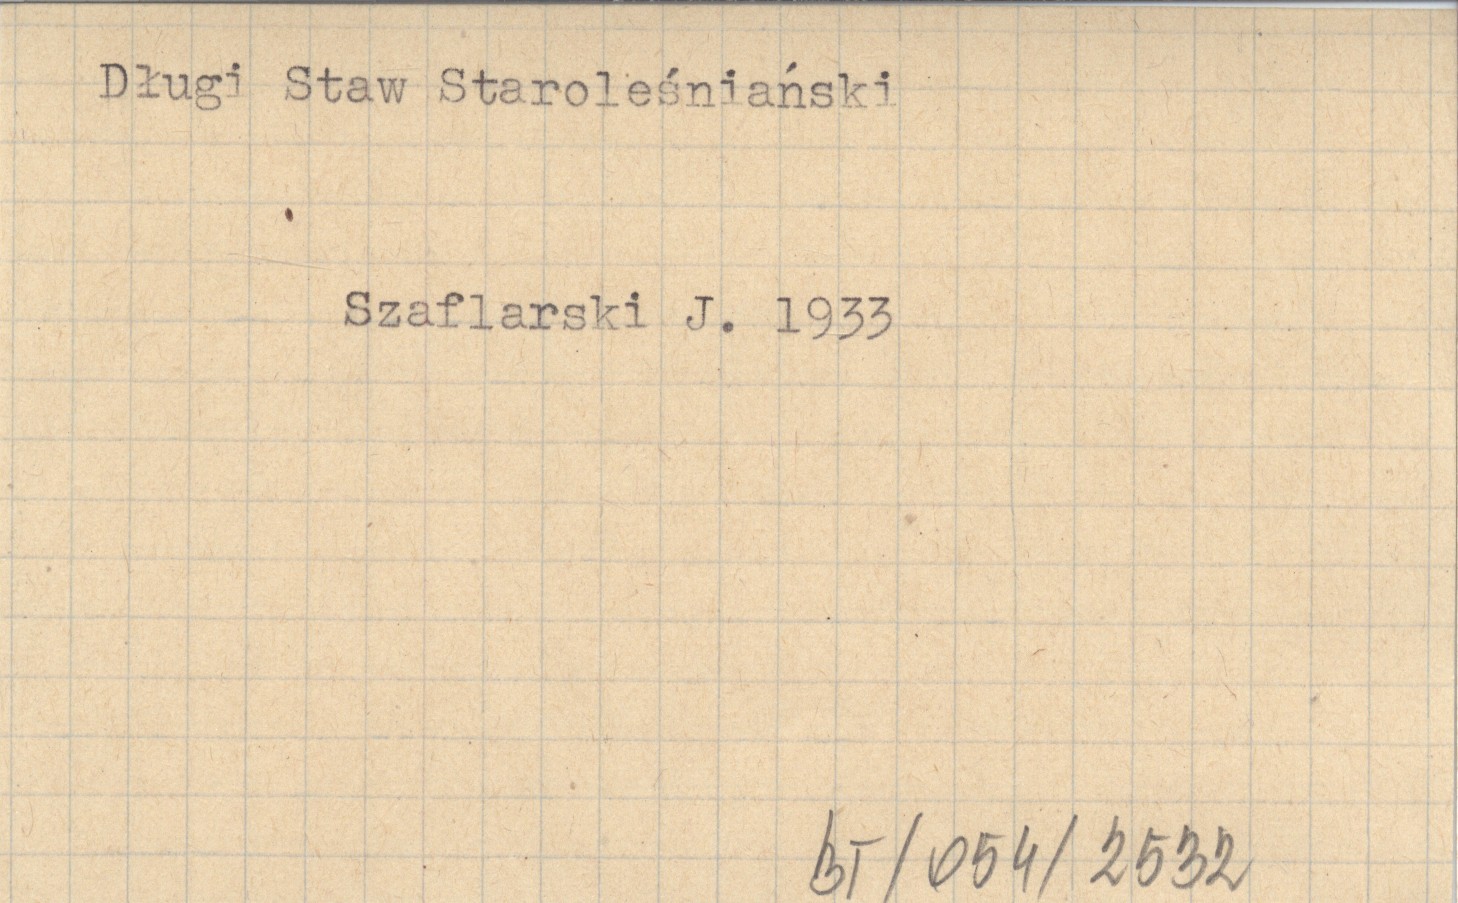 Długi Staw Staroleśniański
Szaflarski J. 1933
BT/054/2532